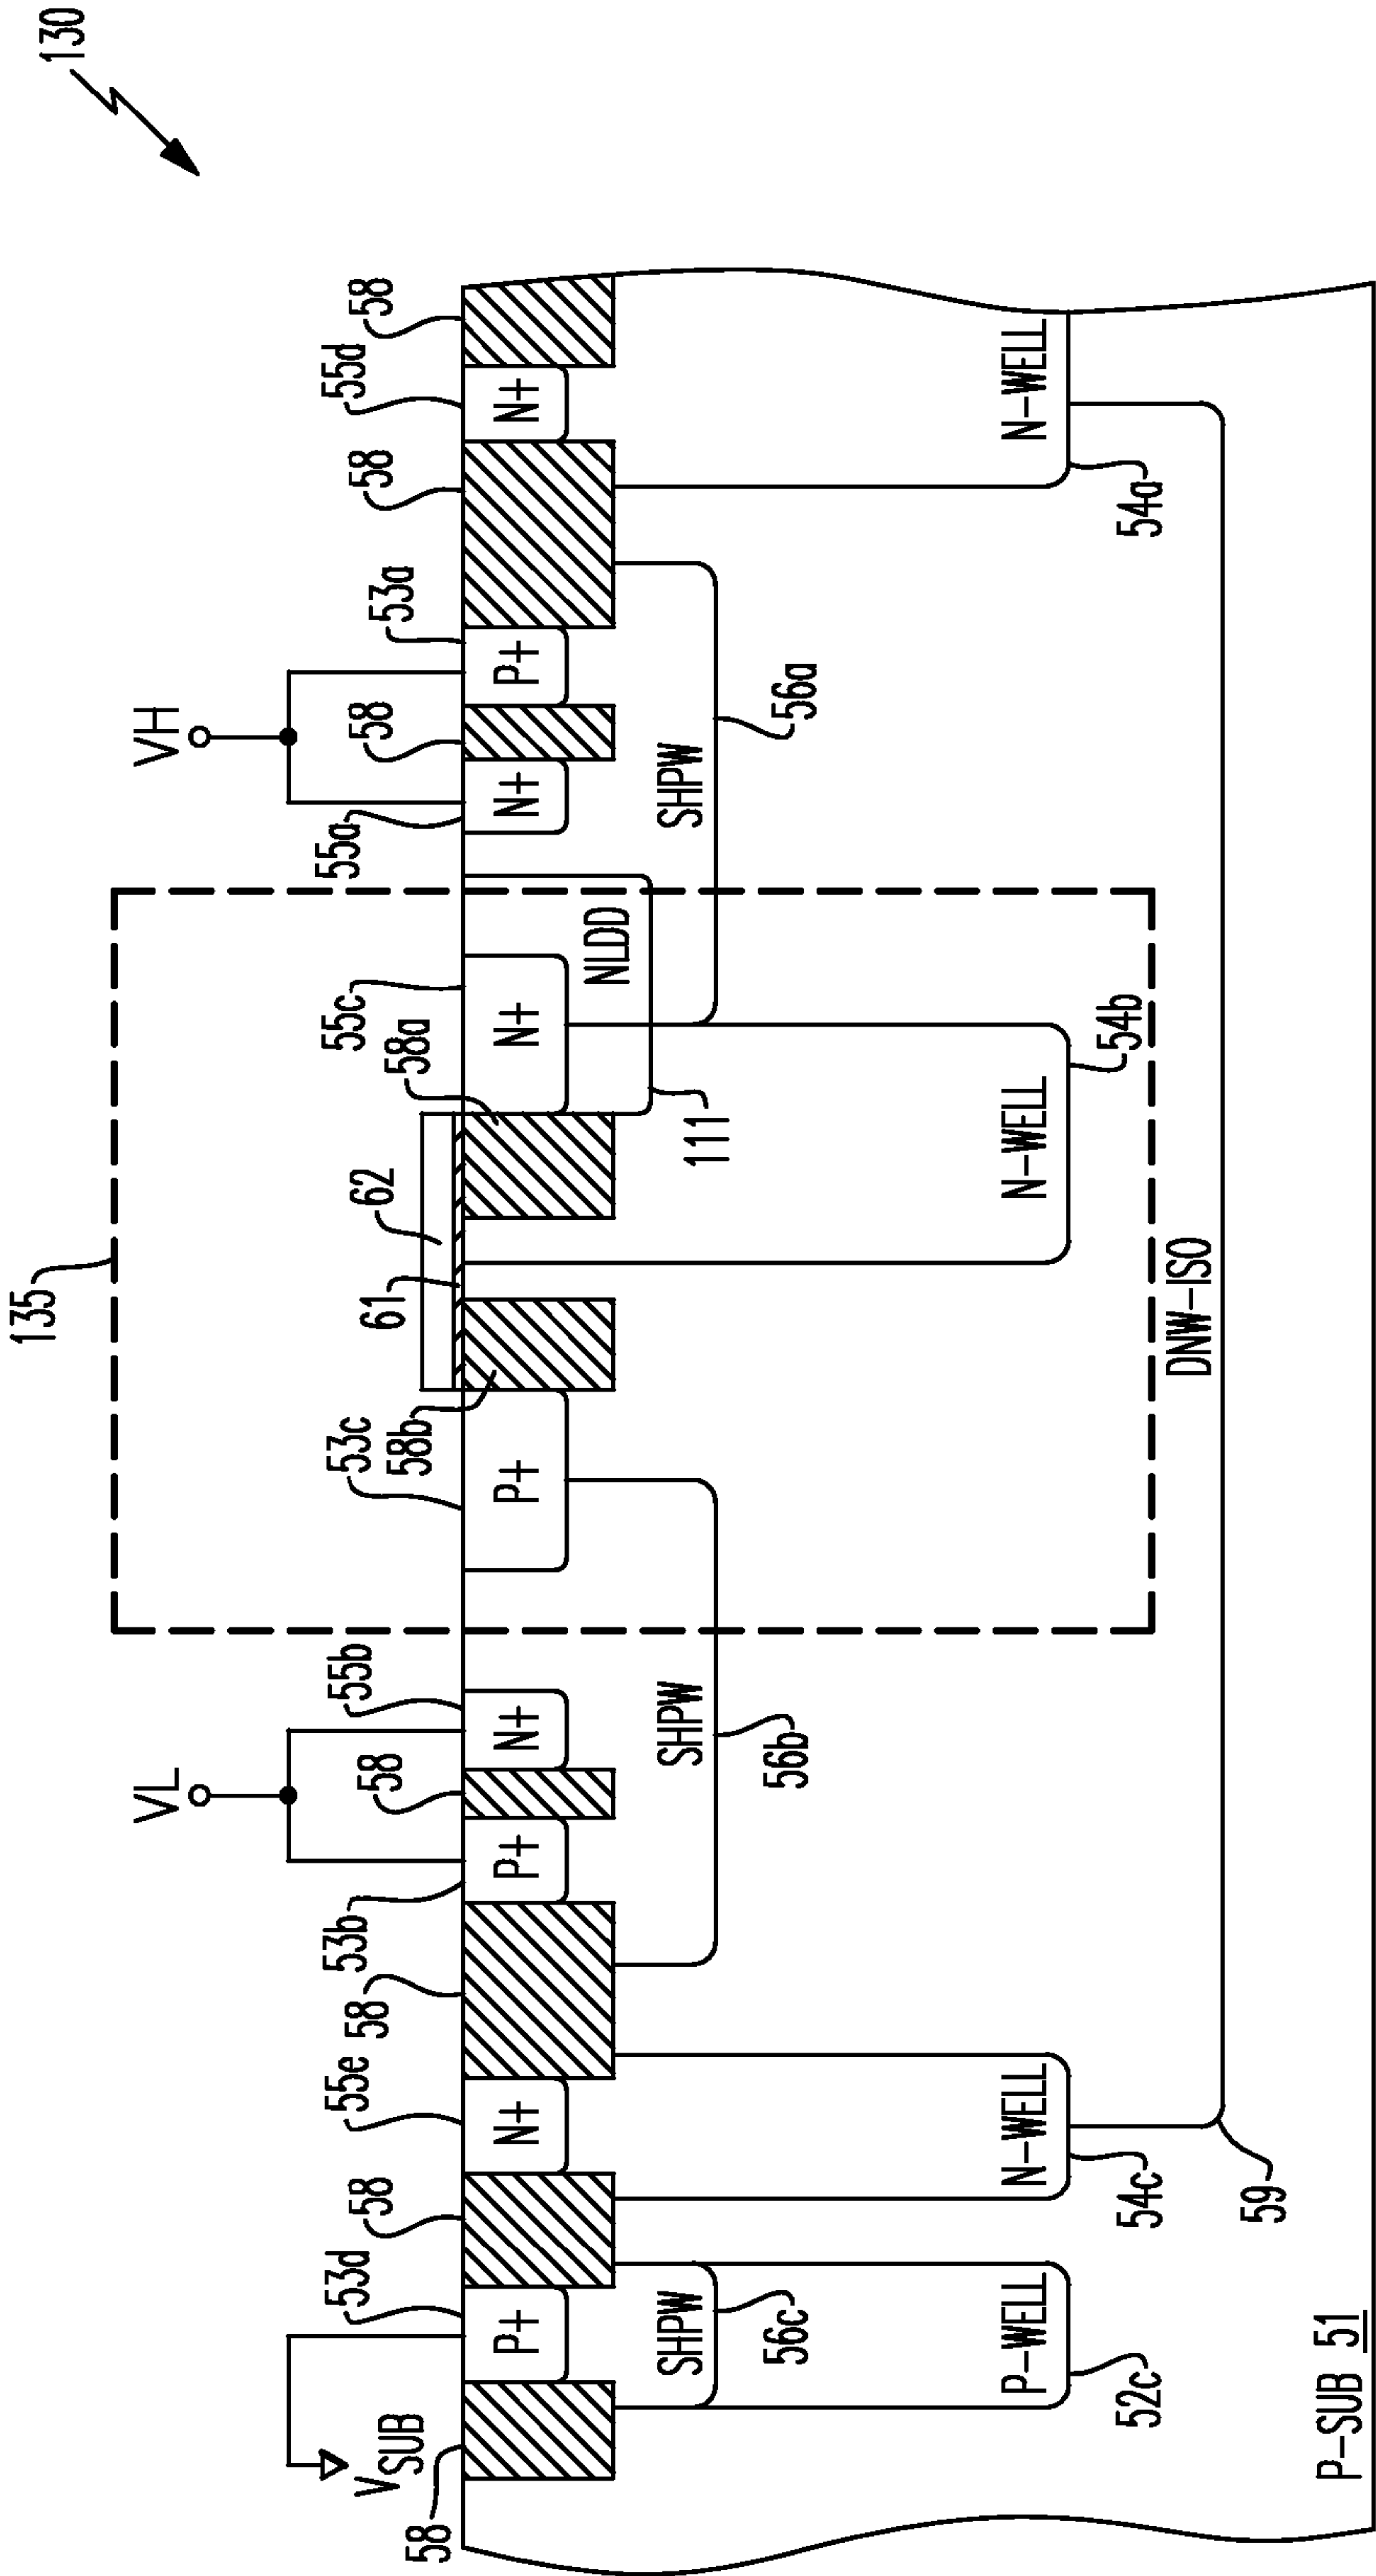 130
135
VL
VH
VSUB
58
53d
58
55e
58
53b
58
55b
53c
58b
61
62
58a
55c
55a
58
53a
58
55d
58
P+
N+
P+
N+
P+
N+
N+
P+
N+
NLDD
SHPW
SHPW
SHPW
111
56c
56b
56a
P-WELL
N-WELL
N-WELL
N-WELL
52c
54c
54b
54a
DNW-ISO
59
P-SUB 51